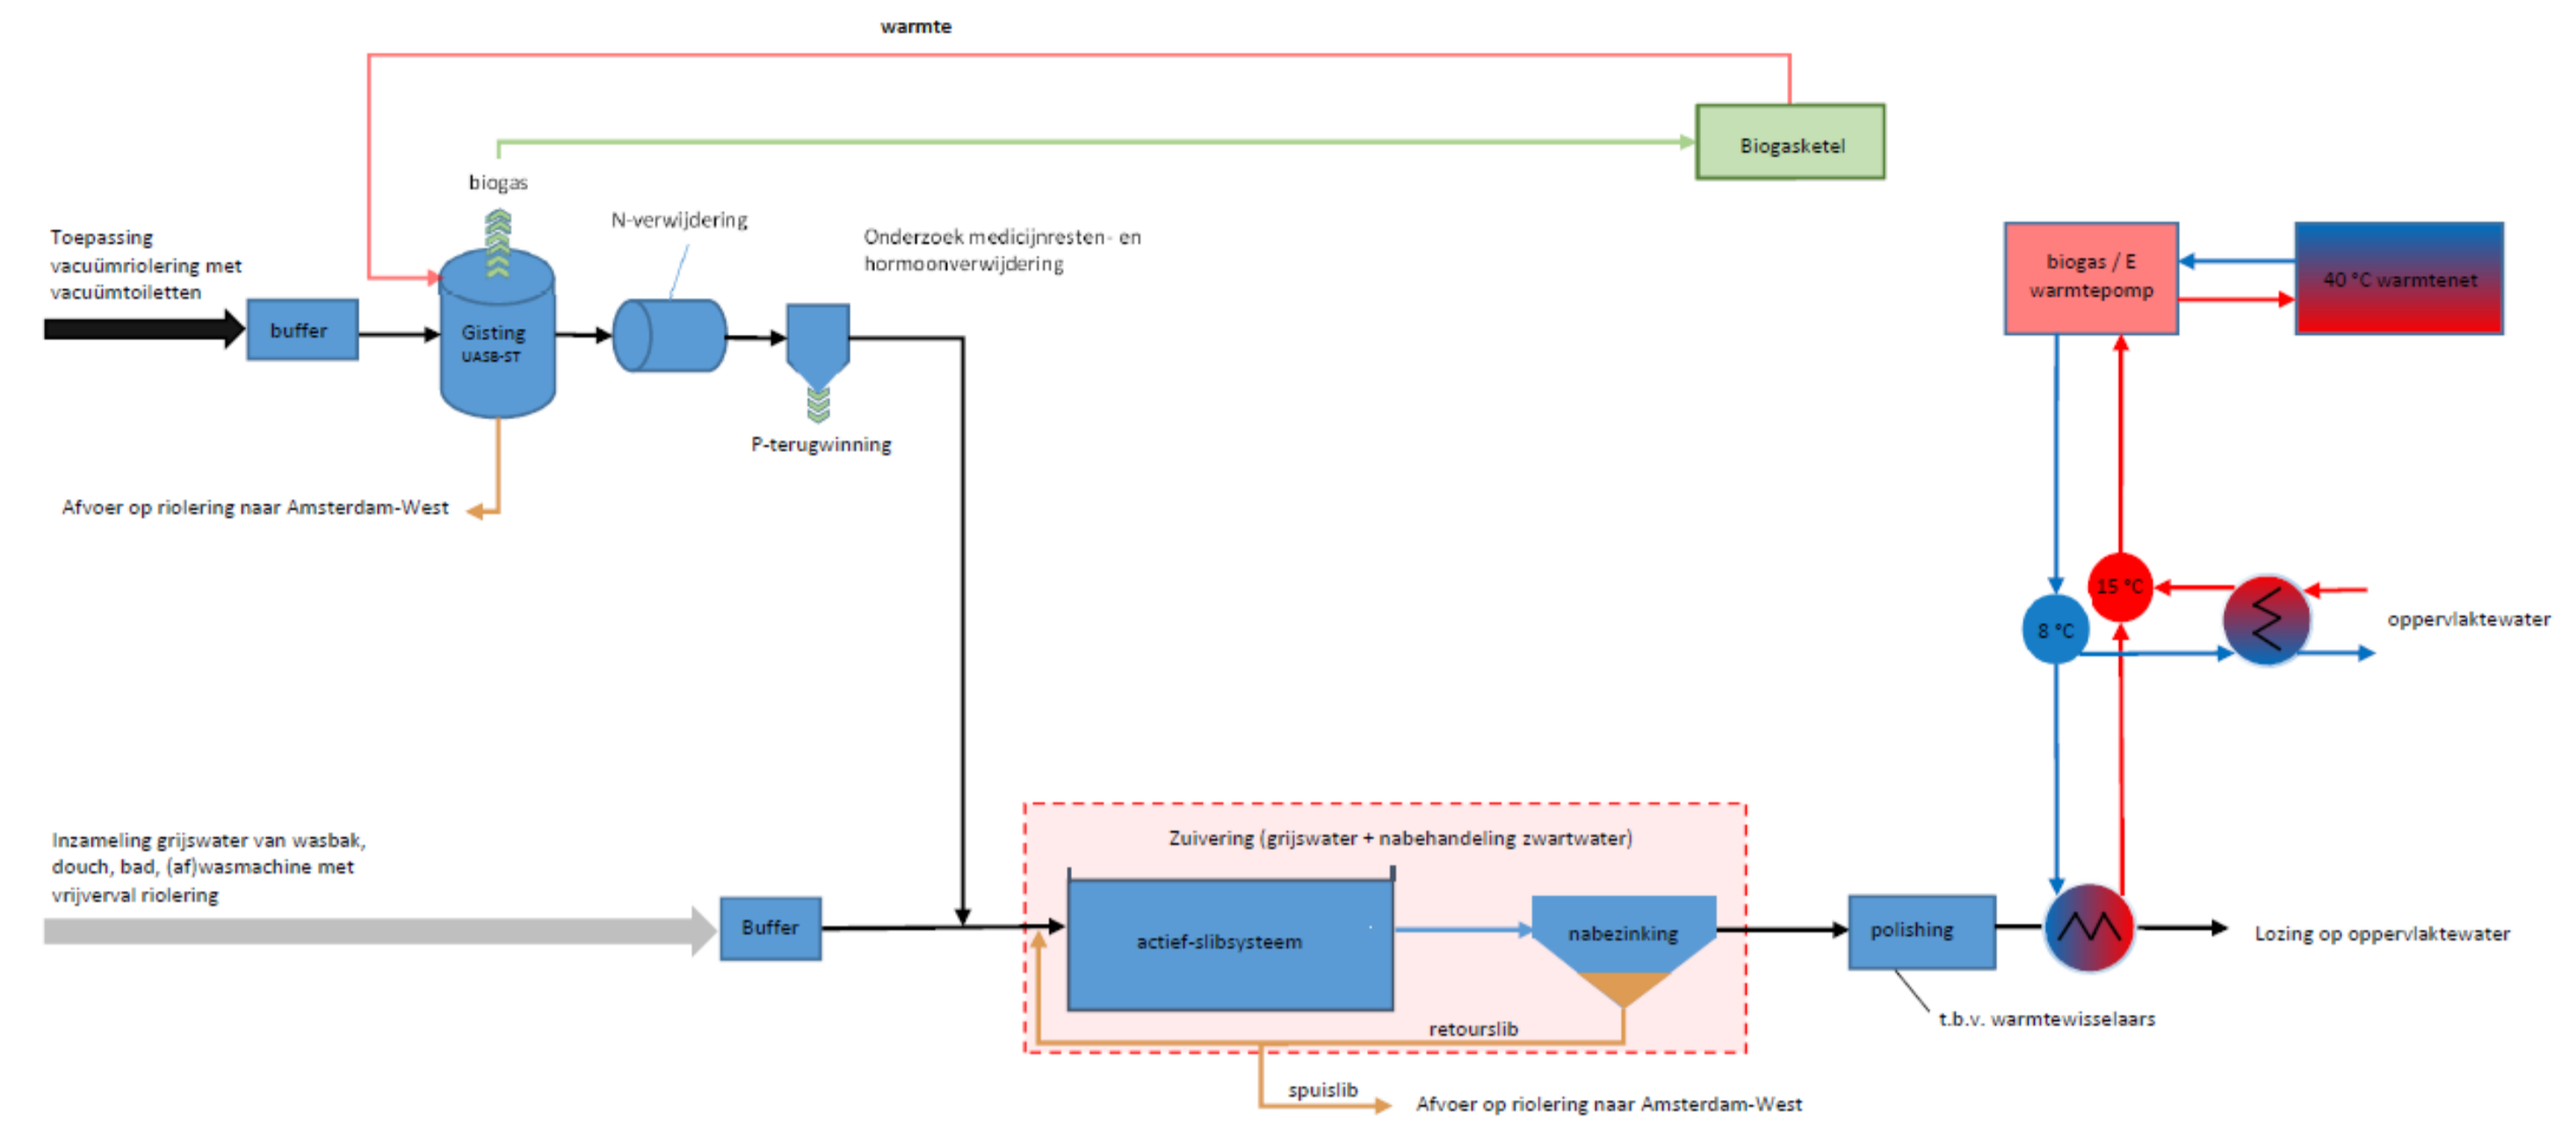 warmte
Biogasketel
biogas
N-verwijdering
Toepassing
vacuümriolering met
vacuümtoiletten
Onderzoek medicijnresten- en
hormoonverwijdering
buffer
Gisting
UASB-ST
P-terugwinning
Afvoer op riolering naar Amsterdam-West
biogas / E
warmtepomp
40 °C warmtenet
15 °C
8 °C
oppervlaktewater
Inzameling grijswater van wasbak,
douch, bad, (af)wasmachine met
vrijverval riolering
Buffer
Zuivering (grijswater + nabehandeling zwartwater)
actief-slibsysteem
nabezinking
retourslib
spuislib
Afvoer op riolering naar Amsterdam-West
polishing
t.b.v. warmtewisselaars
Lozing op oppervlaktewater